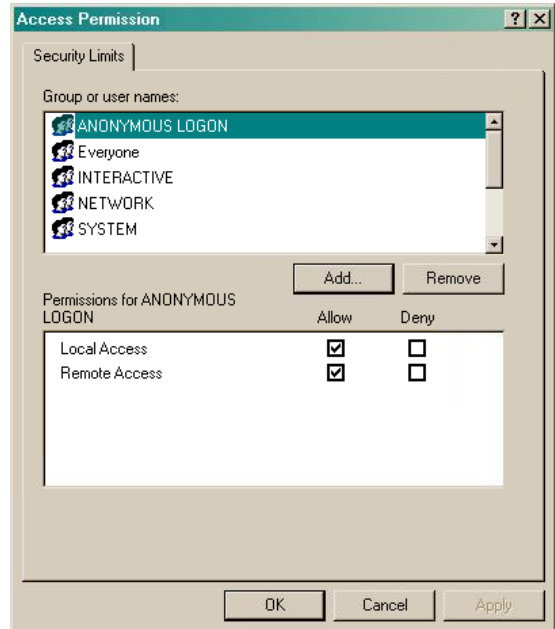 Access Permission
Security Limits
Group or user names:
ANONYMOUS LOGON
Everyone
INTERACTIVE
NETWORK
SYSTEM
Add... Remove
Permissions for ANONYMOUS
LOGON Allow Deny
Local Access
Remote Access
OK Cancel Apply